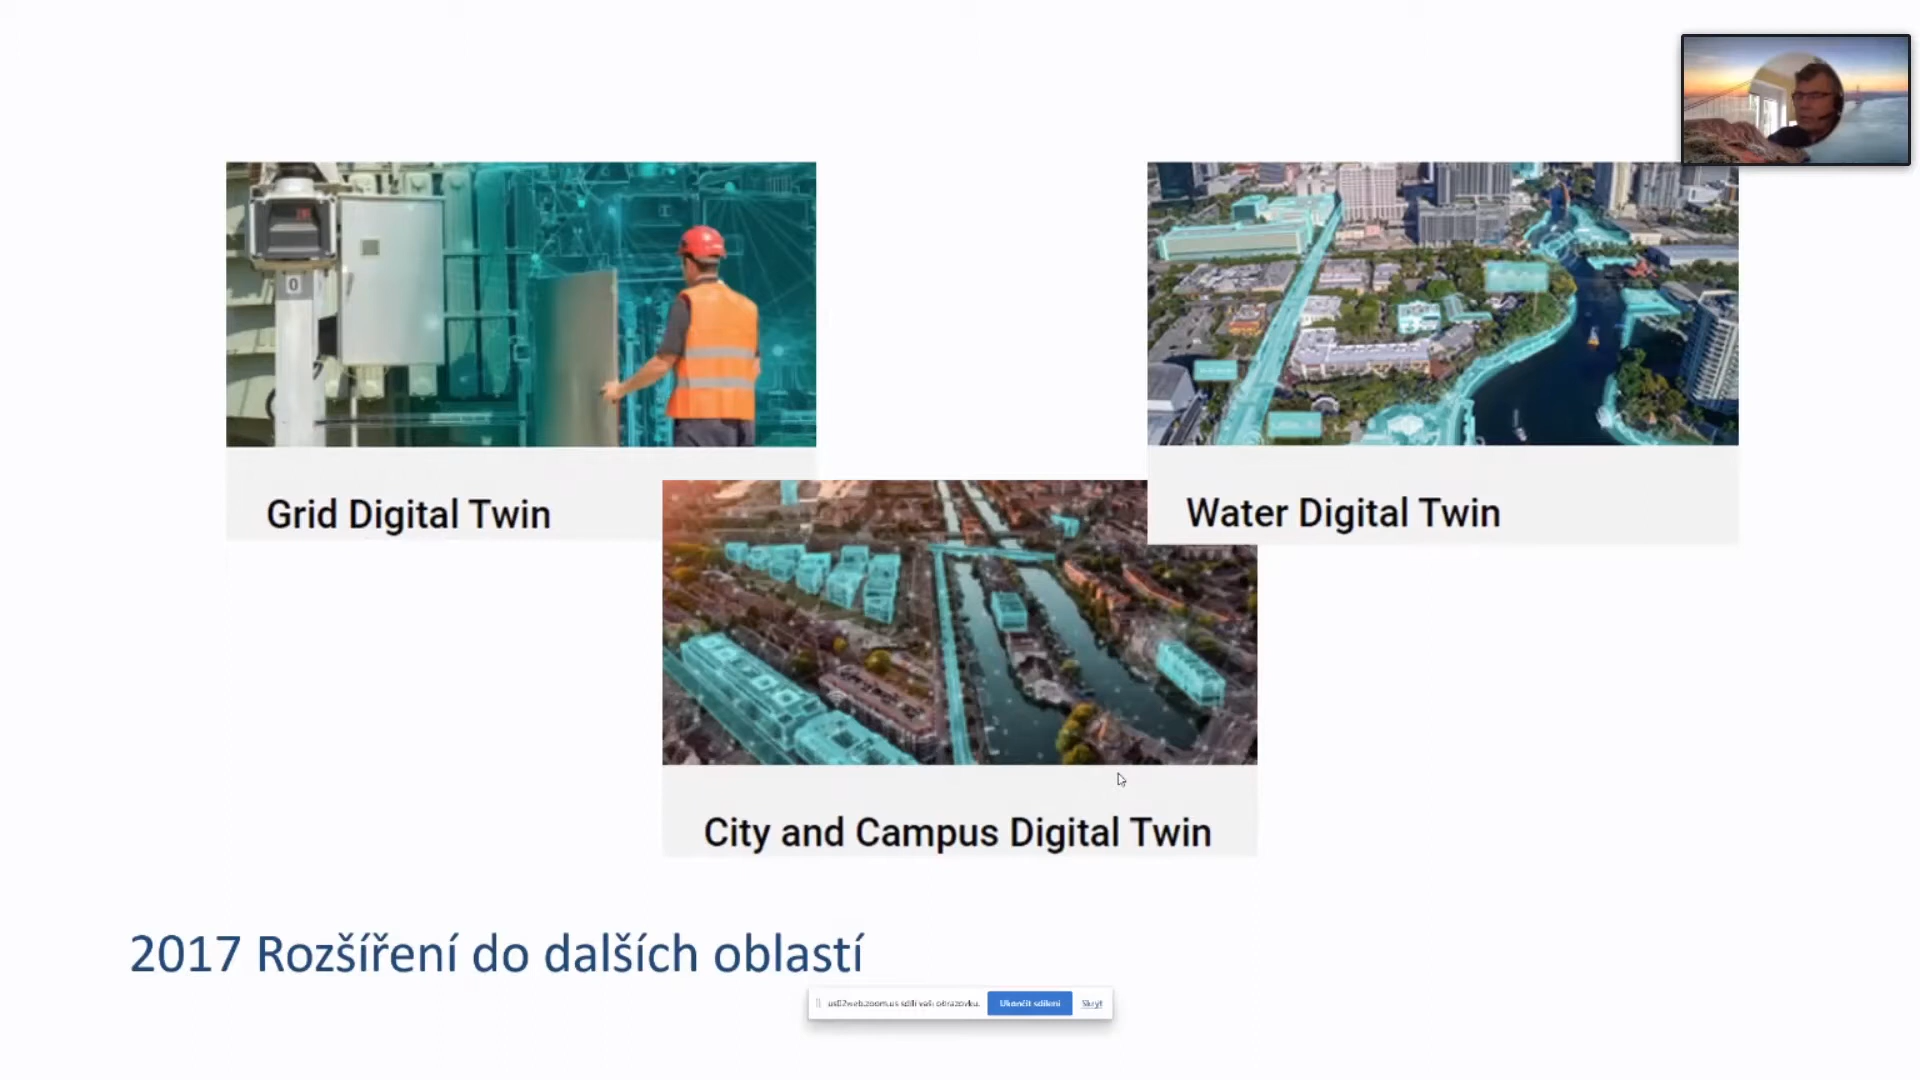 0
Grid Digital Twin
Water Digital Twin
City and Campus Digital Twin
2017 Rozšíření do dalších oblastí
us02web.zoom.us sdílí vaši obrazovku.
Ukončit sdílení
Skrýt